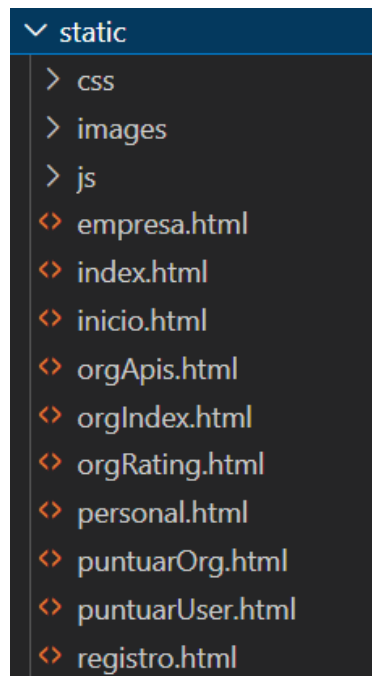 static
css
images
js
empresa.html
index.html
inicio.html
orgApis.html
orgIndex.html
orgRating.html
personal.html
puntuarOrg.html
puntuarUser.html
registro.html